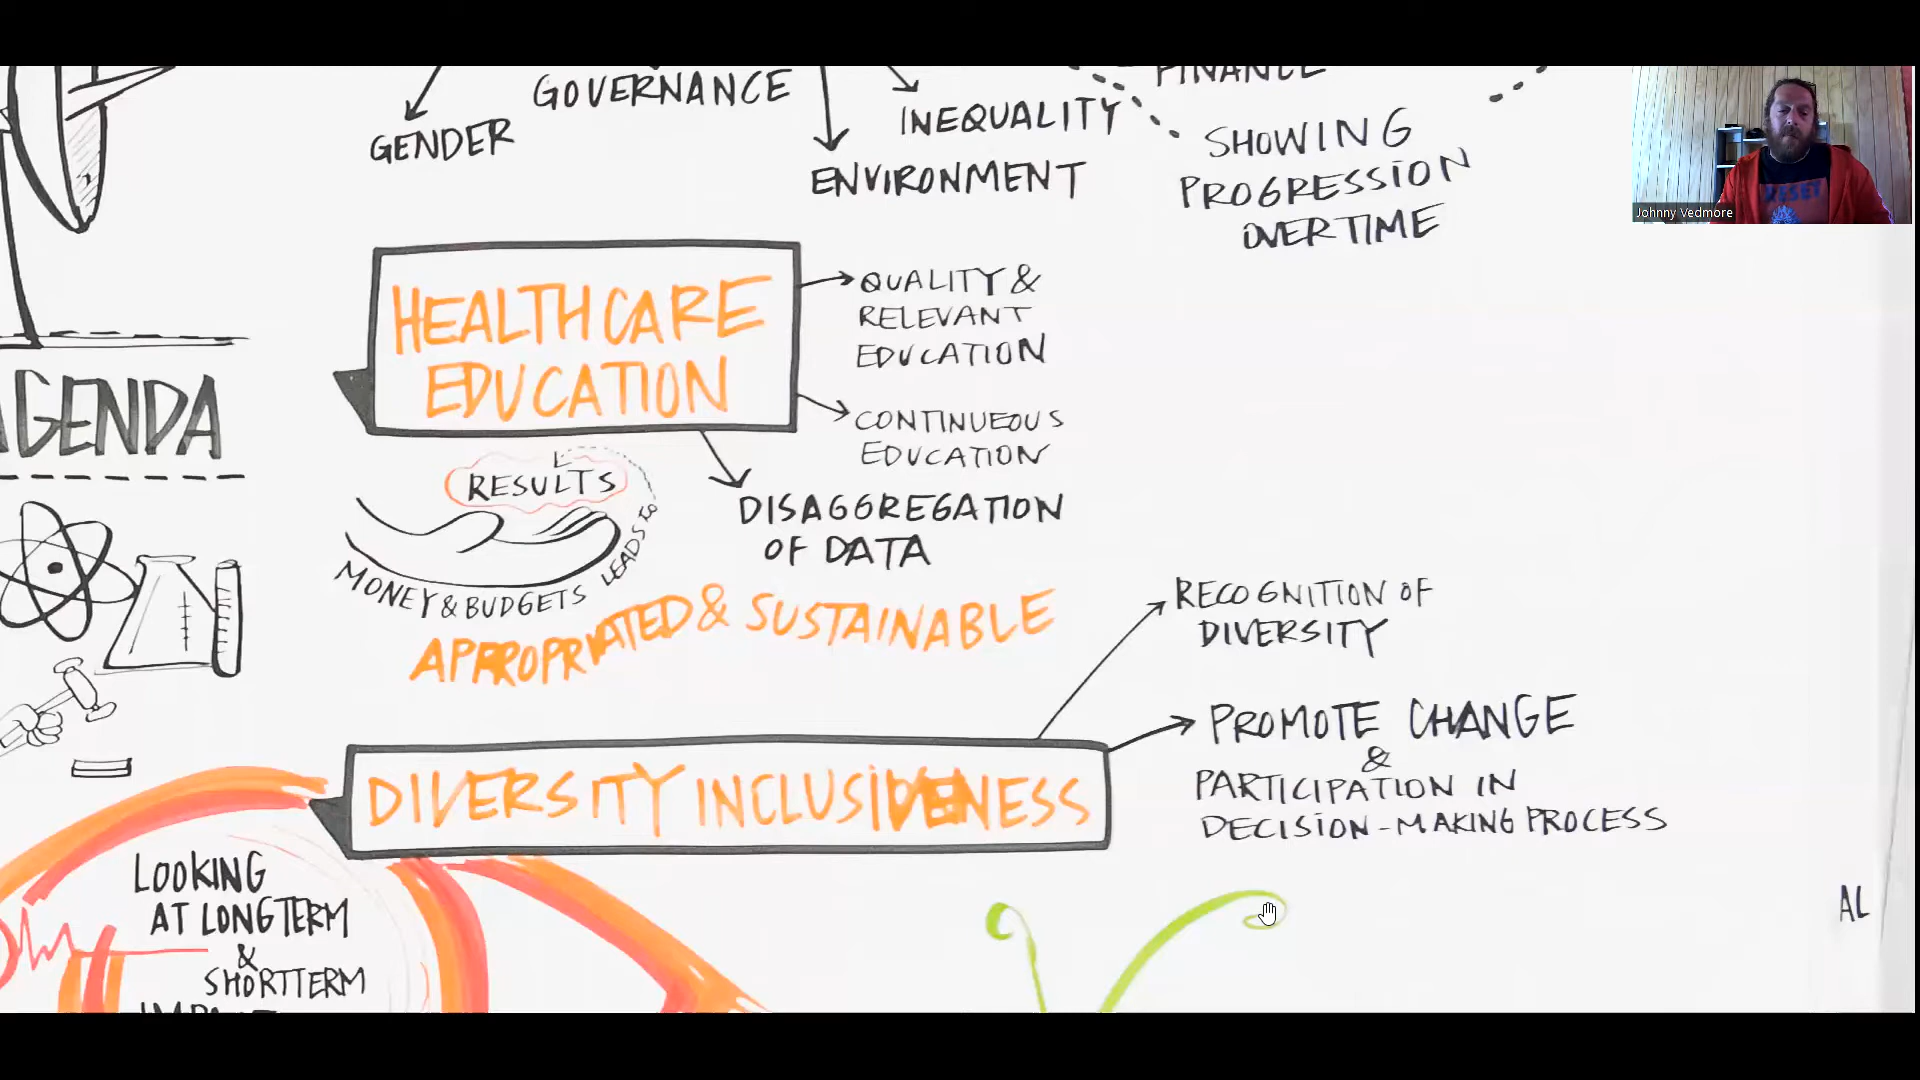 GOVERNANCE
GENDER
INEQUALITY
ENVIRONMENT
FINANCE
SHOWING
PROGRESSION
OVERTIME
RESET
Johnny Vedmore
HEALTHCARE
EDUCATION
QUALITY &
RELEVANT
EDUCATION
CONTINUEOUS
EDUCATION
AGENDA
RESULTS
MONEY & BUDGETS LEADS TO
DISAGGREGATION
OF DATA
APPROPRIATED & SUSTAINABLE
RECOGNITION OF
DIVERSITY
DIVERSITY INCLUSIVENESS
PROMOTE CHANGE
&
PARTICIPATION IN
DECISION-MAKING PROCESS
LOOKING
AT LONGTERM
&
SHORTTERM
AL